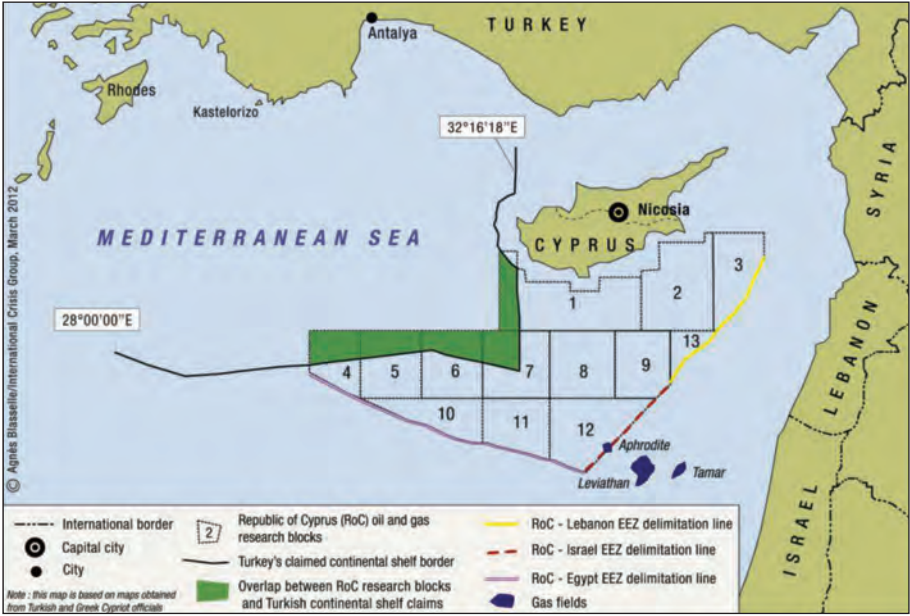 TURKEY
Antalya
Rhodes
Kastelorizo
32°16'18"E
SYRIA
Nicosia
CYPRUS
MEDITERRANEAN SEA
3
2
1
28°00'00"E
13
4
5
6
7
8
9
LEBANON
10
11
12
Aphrodite
Leviathan
Tamar
ISRAEL
© Agnès Blasselle/International Crisis Group, March 2012
International border
Capital city
City
Note : this map is based on maps obtained
from Turkish and Greek Cypriot officials
2
Republic of Cyprus (RoC) oil and gas
research blocks
Turkey's claimed continental shelf border
Overlap between RoC research blocks
and Turkish continental shelf claims
RoC - Lebanon EEZ delimitation line
RoC - Israel EEZ delimitation line
RoC - Egypt EEZ delimitation line
Gas fields